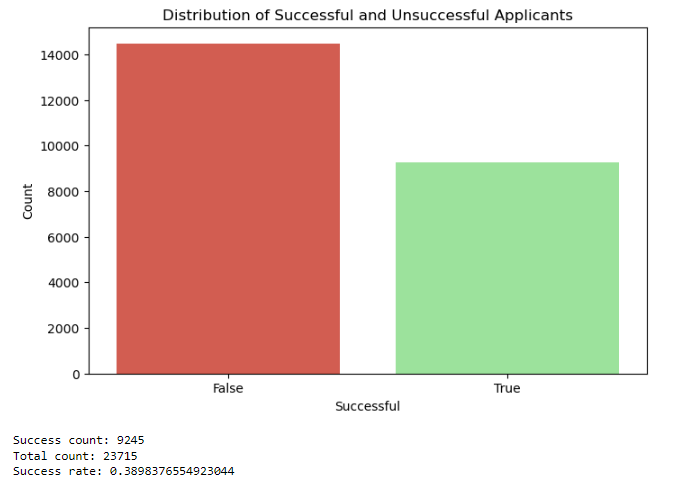 Distribution of Successful and Unsuccessful Applicants
14000
12000
10000
8000
6000
4000
2000
0
Count
False True
Successful
Success count: 9245
Total count: 23715
Success rate: 0.3898376554923044